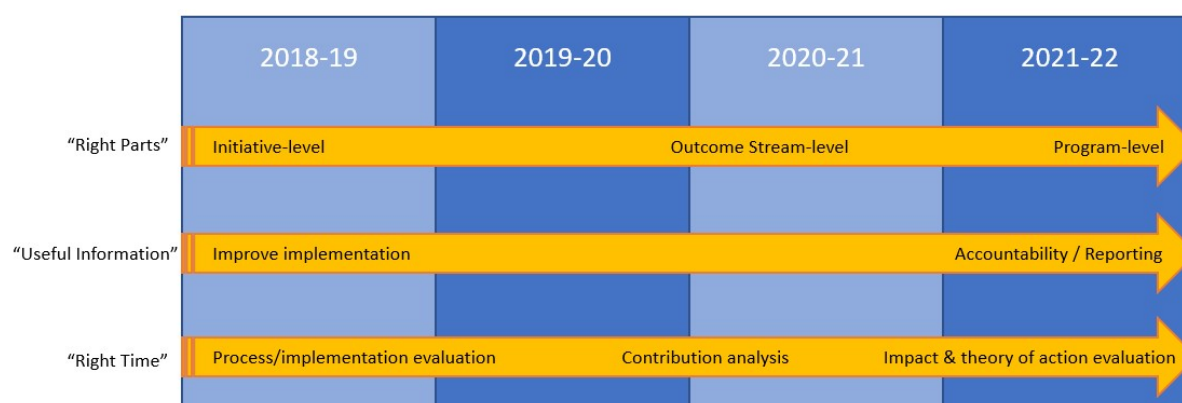 2018-19 2019-20 2020-21 2021-22
“Right Parts” Initiative-level Outcome Stream-level Program-level
“Useful Information” Improve implementation Accountability / Reporting
“Right Time” Process/implementation evaluation Contribution analysis Impact & theory of action evaluation